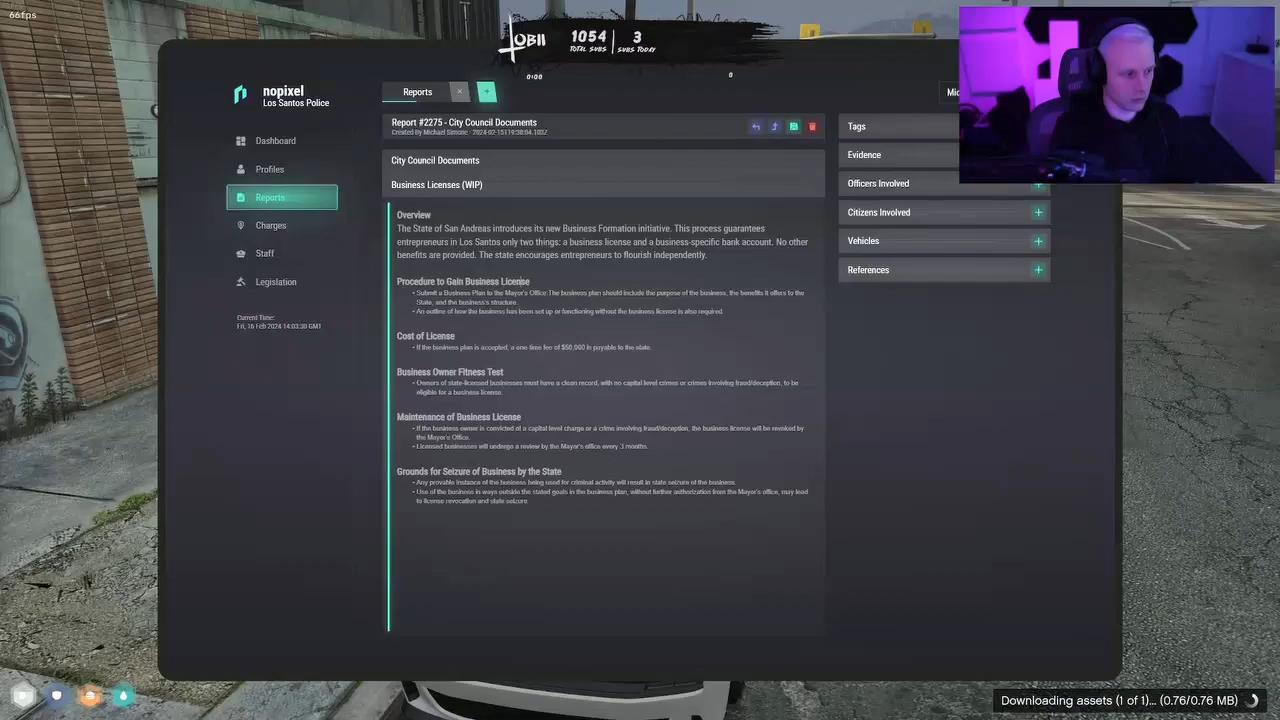 66fps
LOBII
1054
TOTAL SUBS
3
SUBS TODAY
0:00
0
nopixel
Los Santos Police
Dashboard
Profiles
Reports
Charges
Staff
Legislation
Current Time:
Fri, 16 Feb 2024 14:03:30 GMT
Reports × +
Mic
Report #2275 - City Council Documents
Created By Michael Simone - 2024-02-15T19:38:04.103Z
City Council Documents
Business Licenses (WIP)
Overview
The State of San Andreas introduces its new Business Formation initiative. This process guarantees
entrepreneurs in Los Santos only two things: a business license and a business-specific bank account. No other
benefits are provided. The state encourages entrepreneurs to flourish independently.
Procedure to Gain Business License
• Submit a Business Plan to the Mayor's Office.The business plan should include the purpose of the business, the benefits it offers to the
State, and the business's structure.
• An outline of how the business has been set up or functioning without the business license is also required.
Cost of License
• If the business plan is accepted, a one-time fee of $50,000 is payable to the state.
Business Owner Fitness Test
• Owners of state-licensed businesses must have a clean record, with no capital level crimes or crimes involving fraud/deception, to be
eligible for a business license.
Maintenance of Business License
• If the business owner is convicted of a capital level charge or a crime involving fraud/deception, the business license will be revoked by
the Mayor's Office.
• Licensed businesses will undergo a review by the Mayor's office every 3 months.
Grounds for Seizure of Business by the State
• Any provable instance of the business being used for criminal activity will result in state seizure of the business.
• Use of the business in ways outside the stated goals in the business plan, without further authorization from the Mayor's office, may lead
to license revocation and state seizure.
Tags
Evidence
Officers Involved +
Citizens Involved +
Vehicles +
References +
Downloading assets (1 of 1)... (0.76/0.76 MB)